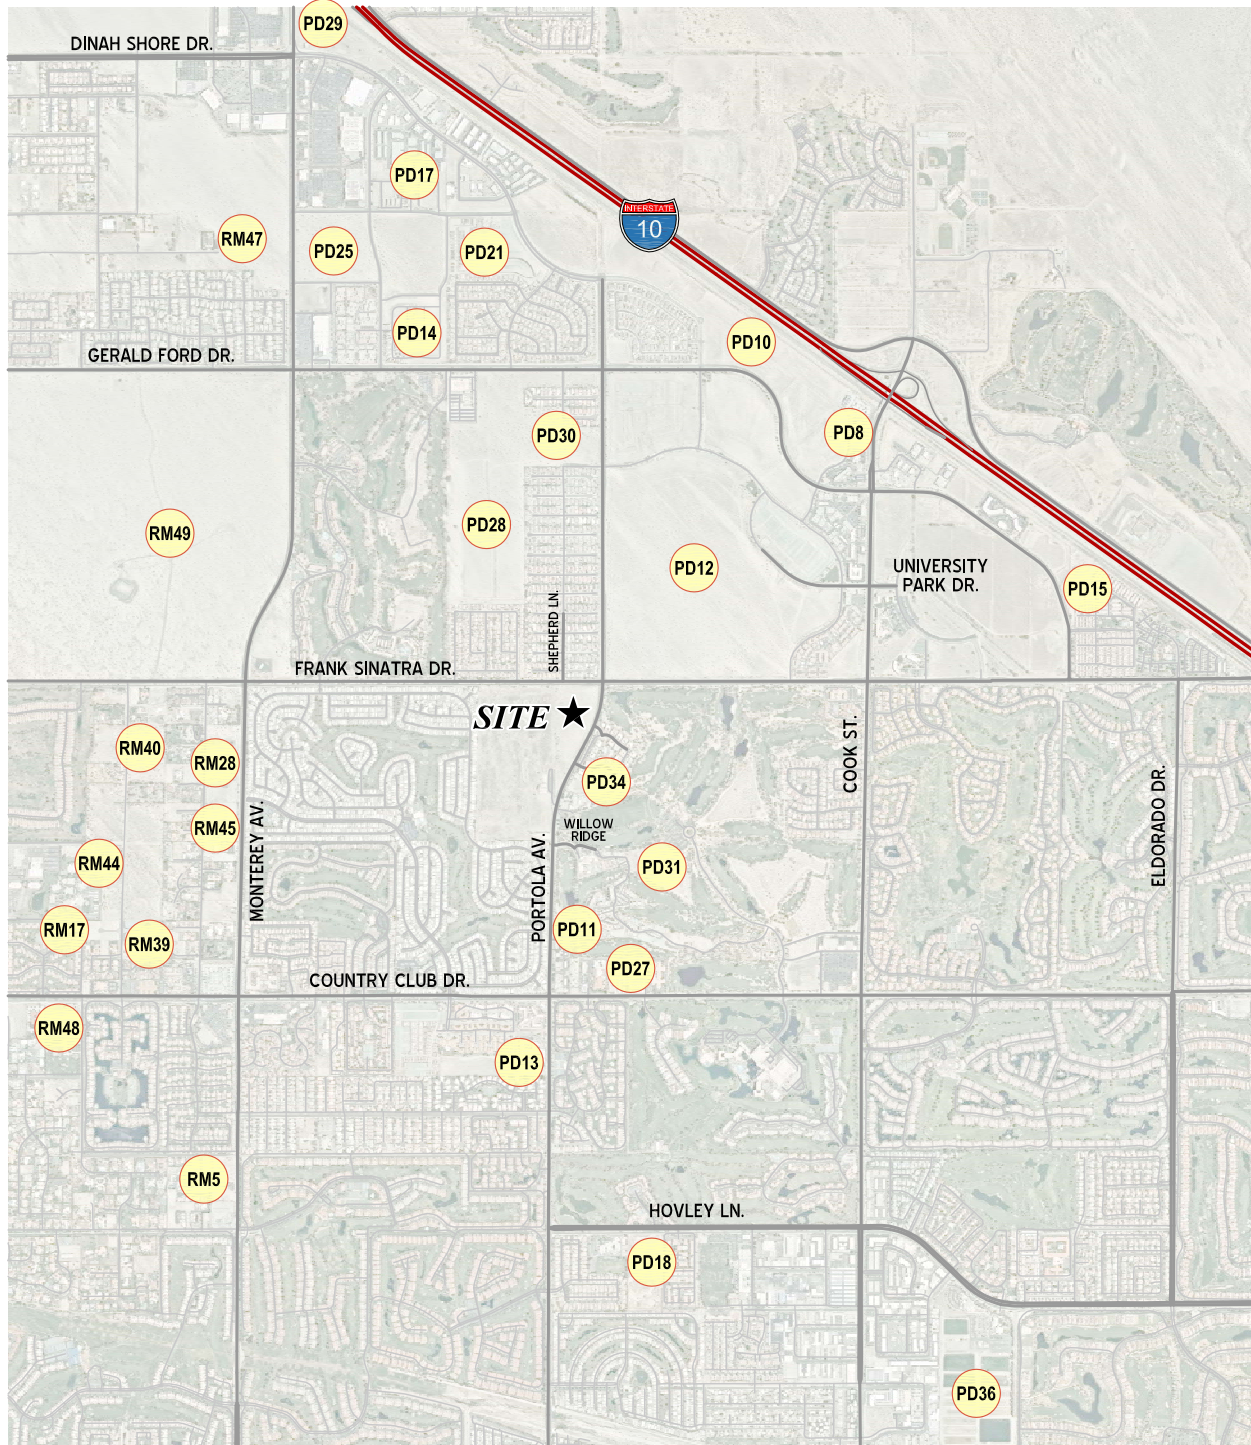 PD29
DINAH SHORE DR.
PD17
INTERSTATE
10
RM47
PD25
PD21
PD14
PD10
GERALD FORD DR.
PD30
PD8
PD28
RM49
PD12
UNIVERSITY
PARK DR.
PD15
SHEPHERD LN.
FRANK SINATRA DR.
SITE
RM40
RM28
PD34
COOK ST.
ELDORADO DR.
RM45
MONTEREY AV.
WILLOW
RIDGE
RM44
PD31
PORTOLA AV.
RM17
RM39
PD11
PD27
COUNTRY CLUB DR.
RM48
PD13
RM5
HOVLEY LN.
PD18
PD36